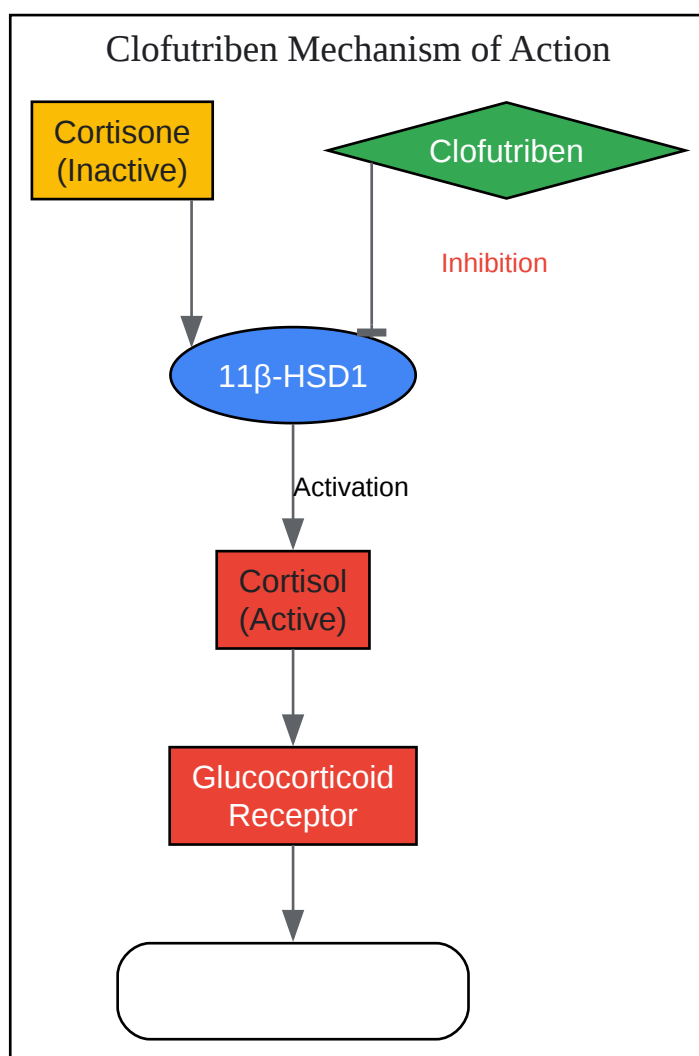 Clofutriben Mechanism of Action
Cortisone
(Inactive)
Clofutriben
Inhibition
11β-HSD1
Activation
Cortisol
(Active)
Glucocorticoid
Receptor